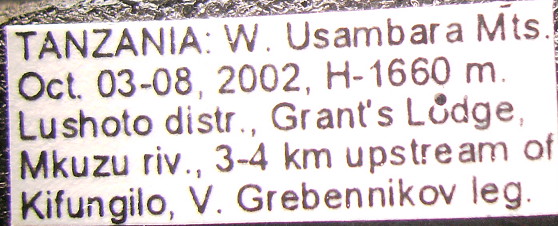 TANZANIA: W. Usambara Mts.
Oct. 03-08, 2002, H-1660 m.
Lushoto distr., Grant's Lodge,
Mkuzu riv., 3-4 km upstream of
Kifungilo, V. Grebennikov leg.